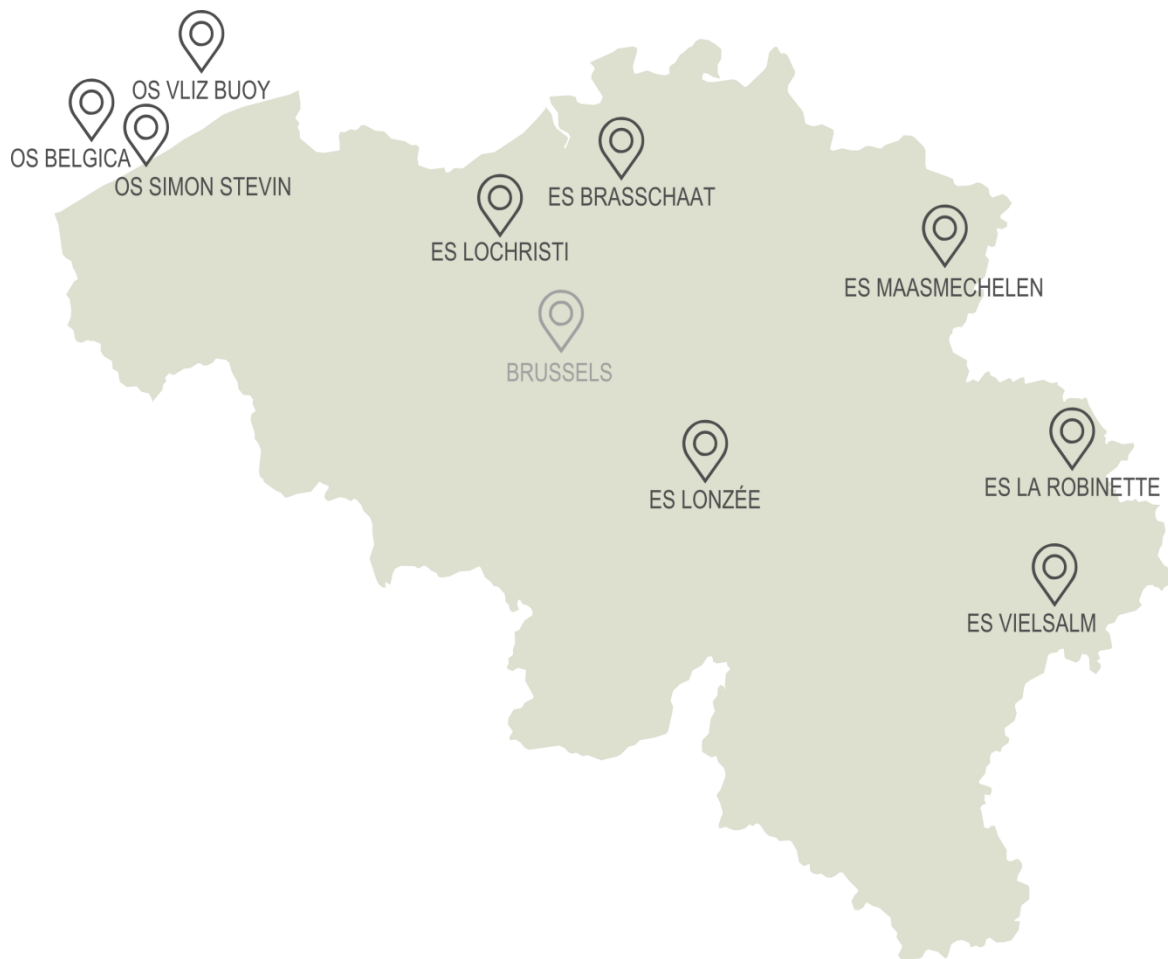 OS VLIZ BUOY
OS BELGICA
OS SIMON STEVIN
ES BRASSCHAAT
ES LOCHRISTI
ES MAASMECHELEN
BRUSSELS
ES LONZÉE
ES LA ROBINETTE
ES VIELSALM